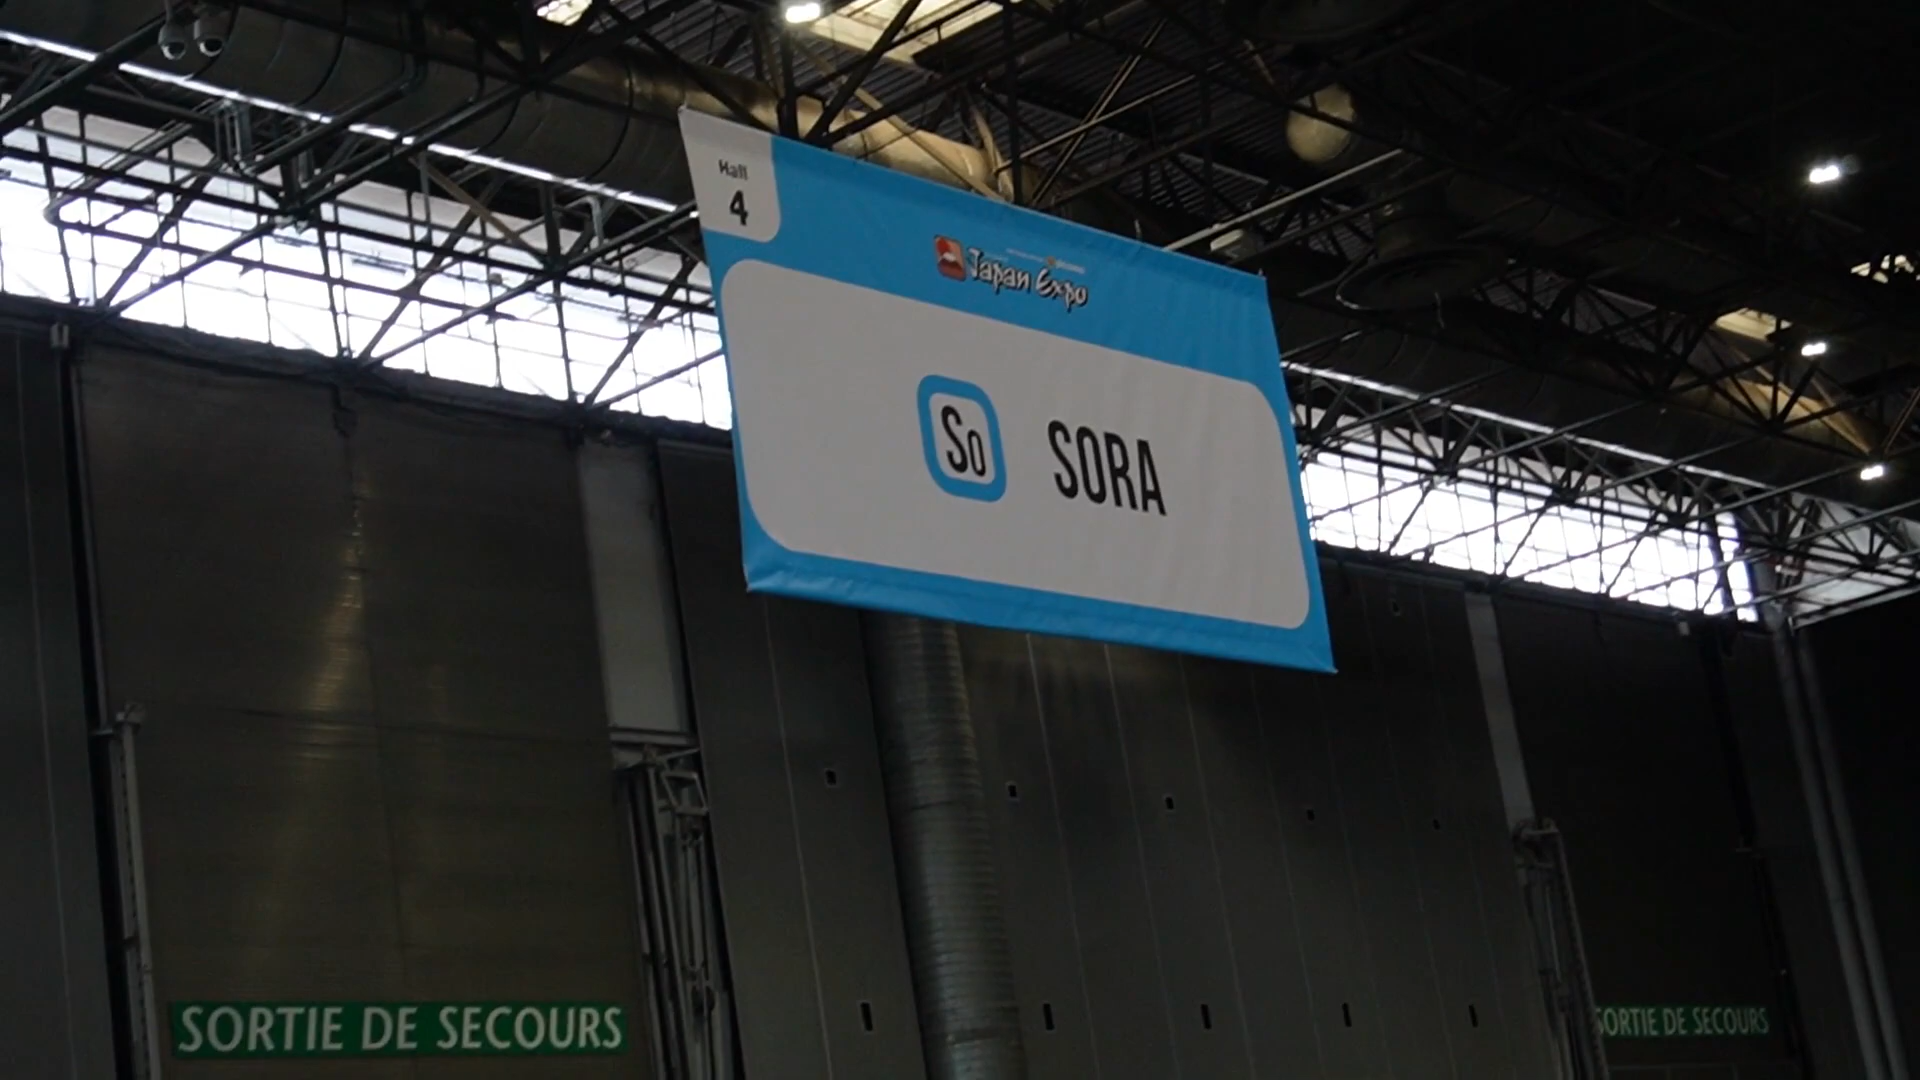 Hall
4
Japan Expo
So
SORA
SORTIE DE SECOURS
SORTIE DE SECOURS